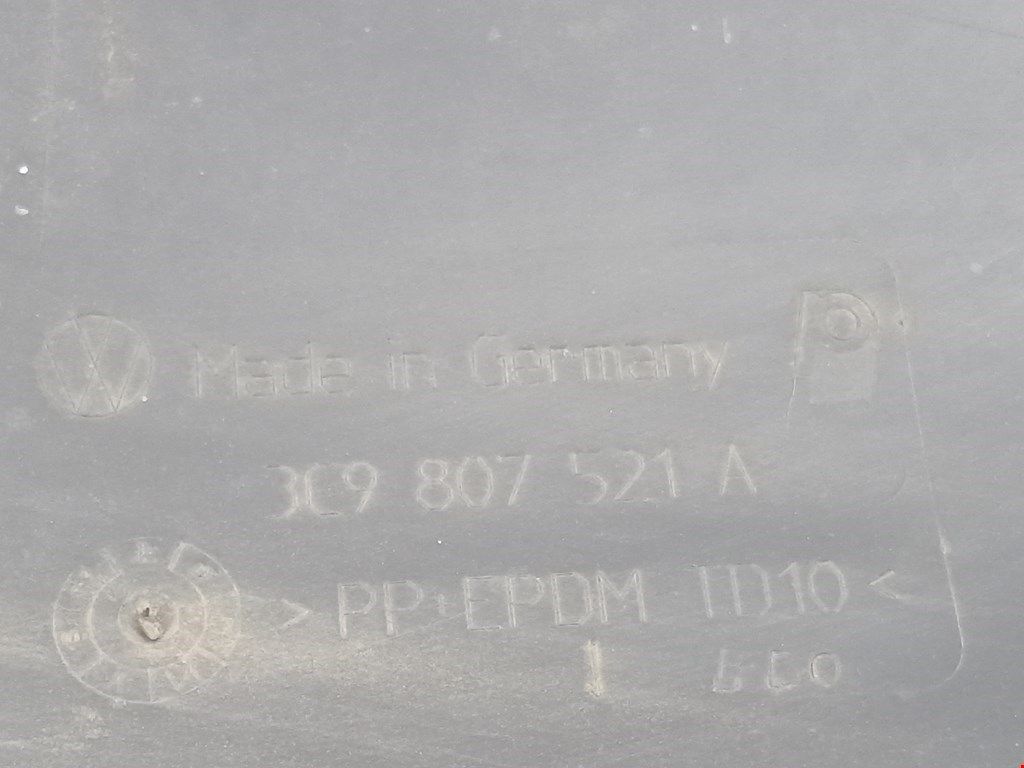 Made in Germany
3C9 807 521 A
>PP+EPDM TD10<